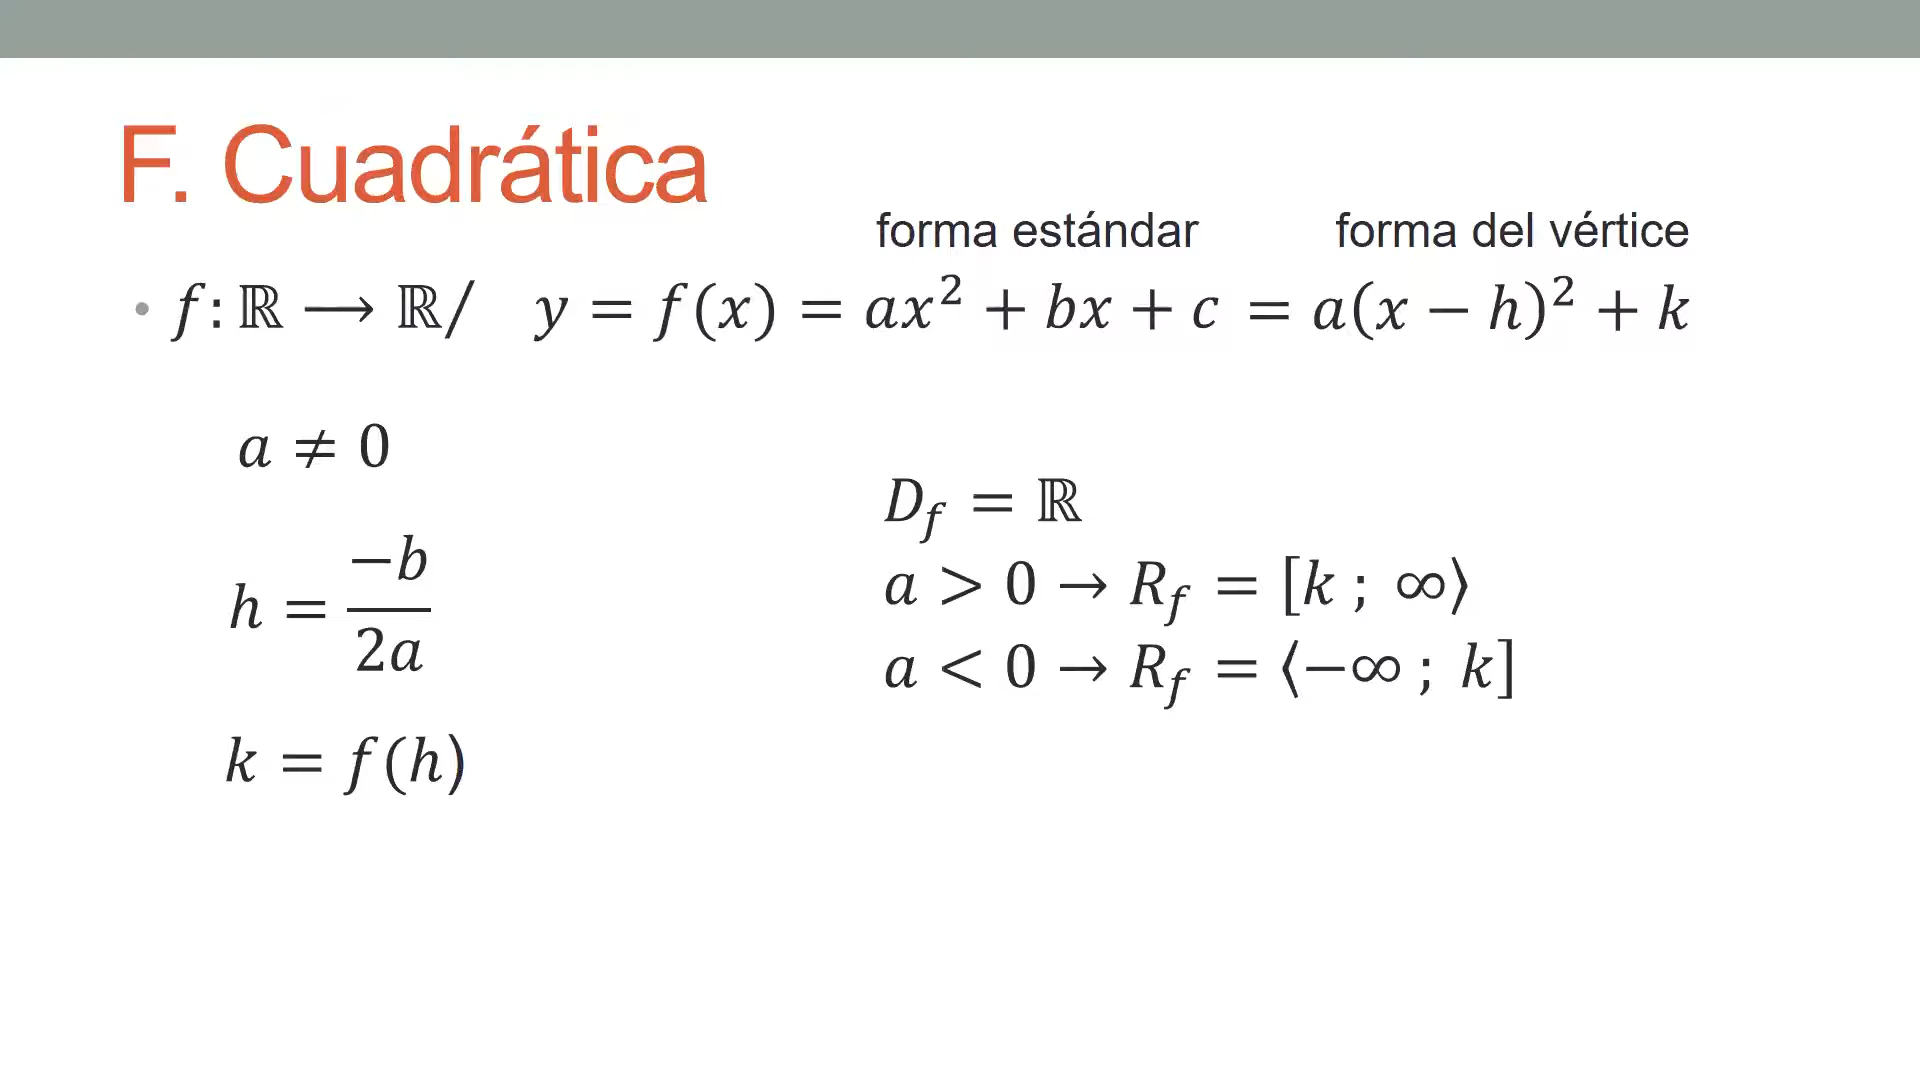 F. Cuadrática
forma estándar forma del vértice
• f: ℝ ⟶ ℝ/ y = f(x) = ax² + bx + c = a(x − h)² + k
a ≠ 0
h = −b/2a
k = f(h)
D_f = ℝ
a > 0 → R_f = [k ; ∞⟩
a < 0 → R_f = ⟨−∞ ; k]